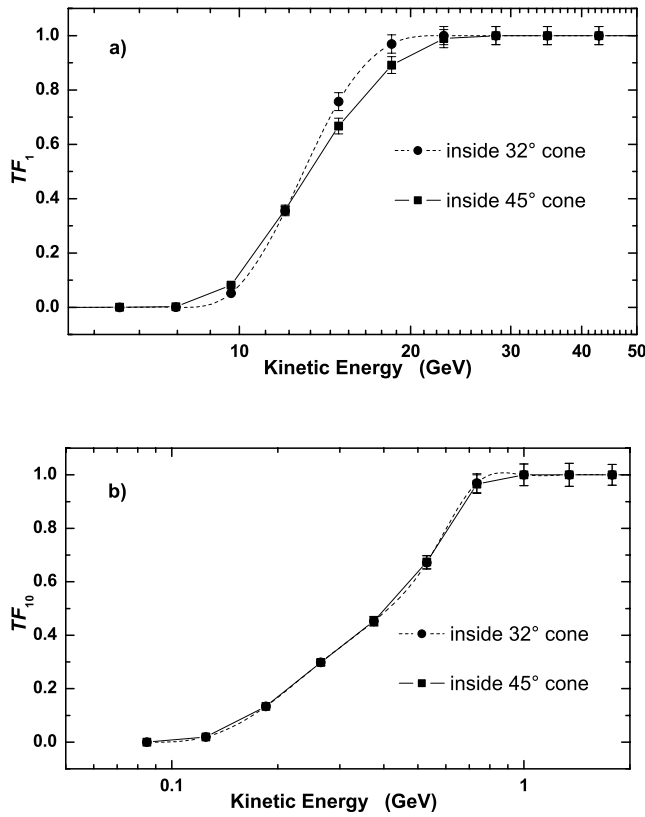 a)
1.0
0.8
0.6
0.4
0.2
0.0
TF1
inside 32° cone
inside 45° cone
10
20
30
40
50
Kinetic Energy (GeV)
b)
1.0
0.8
0.6
0.4
0.2
0.0
TF10
inside 32° cone
inside 45° cone
0.1
1
Kinetic Energy (GeV)